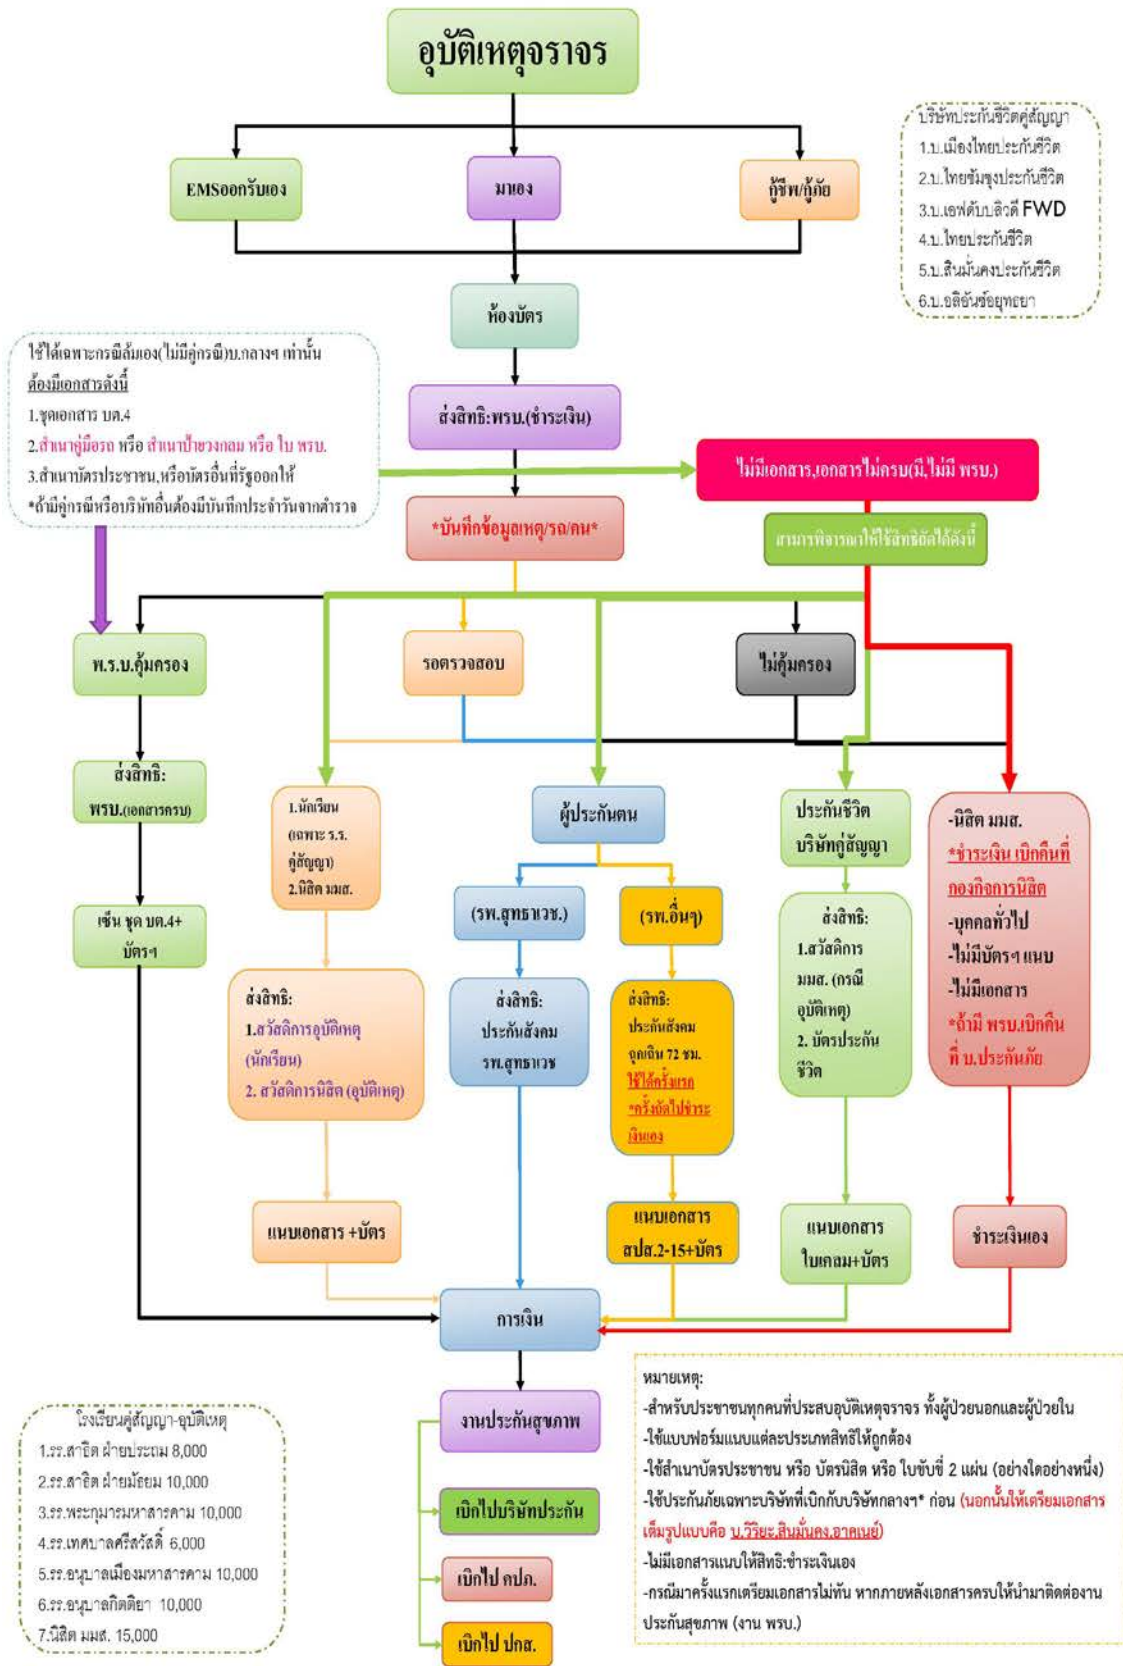 อุบัติเหตุจราจร
บริษัทประกันชีวิตคู่สัญญา
1.บ.เมืองไทยประกันชีวิต
2.บ.ไทยซัมซุงประกันชีวิต
3.บ.เอฟดับบลิวดี FWD
4.บ.ไทยประกันชีวิต
5.บ.สินมั่นคงประกันชีวิต
6.บ.อลิอันซ์อยุทธยา
EMSออกรับเอง
มาเอง
กู้ชีพ/กู้ภัย
ห้องบัตร
ใช้ได้เฉพาะกรณีล้มเอง(ไม่มีคู่กรณี)บ.กลางฯ เท่านั้น
ต้องมีเอกสารดังนี้
1.ชุดเอกสาร บต.4
2.สำเนาคู่มือรถ หรือ สำเนาป้ายวงกลม หรือ ใบ พรบ.
3.สำเนาบัตรประชาชน,หรือบัตรอื่นที่รัฐออกให้
*ถ้ามีคู่กรณีหรือบริษัทอื่นต้องมีบันทึกประจำวันจากตำรวจ
ส่งสิทธิ:พรบ.(ชำระเงิน)
ไม่มีเอกสาร,เอกสารไม่ครบ(มี,ไม่มี พรบ.)
*บันทึกข้อมูลเหตุ/รถ/คน*
สามารพิจารณาให้ใช้สิทธิถัดได้ดังนี้
พ.ร.บ.คุ้มครอง
รอตรวจสอบ
ไม่คุ้มครอง
ส่งสิทธิ:
พรบ.(เอกสารครบ)
เซ็น ชุด บต.4+
บัตรฯ
1.นักเรียน
(เฉพาะ ร.ร.
คู่สัญญา)
2.นิสิต มมส.
ส่งสิทธิ:
1.สวัสดิการอุบัติเหตุ
(นักเรียน)
2. สวัสดิการนิสิต (อุบัติเหตุ)
แนบเอกสาร +บัตร
ผู้ประกันตน
(รพ.สุทธาเวช.)
ส่งสิทธิ:
ประกันสังคม
รพ.สุทธาเวช
(รพ.อื่นๆ)
ส่งสิทธิ:
ประกันสังคม
ฉุกเฉิน 72 ชม.
ใช้ได้ครั้งแรก
*ครั้งถัดไปชำระ
เงินเอง
แนบเอกสาร
สปส.2-15+บัตร
ประกันชีวิต
บริษัทคู่สัญญา
ส่งสิทธิ:
1.สวัสดิการ
มมส. (กรณี
อุบัติเหตุ)
2. บัตรประกัน
ชีวิต
แนบเอกสาร
ใบเคลม+บัตร
-นิสิต มมส.
*ชำระเงิน เบิกคืนที่
กองกิจการนิสิต
-บุคคลทั่วไป
-ไม่มีบัตรฯ แนบ
-ไม่มีเอกสาร
*ถ้ามี พรบ.เบิกคืน
ที่ บ.ประกันภัย
ชำระเงินเอง
การเงิน
งานประกันสุขภาพ
เบิกไปบริษัทประกัน
เบิกไป คปภ.
เบิกไป ปกส.
โรงเรียนคู่สัญญา-อุบัติเหตุ
1.รร.สาธิต ฝ่ายประถม 8,000
2.รร.สาธิต ฝ่ายมัธยม 10,000
3.รร.พระกุมารมหาสารคาม 10,000
4.รร.เทศบาลศรีสวัสดิ์ 6,000
5.รร.อนุบาลเมืองมหาสารคาม 10,000
6.รร.อนุบาลกิตติยา 10,000
7.นิสิต มมส. 15,000
หมายเหตุ:
-สำหรับประชาชนทุกคนที่ประสบอุบัติเหตุจราจร ทั้งผู้ป่วยนอกและผู้ป่วยใน
-ใช้แบบฟอร์มแนบแต่ละประเภทสิทธิให้ถูกต้อง
-ใช้สำเนาบัตรประชาชน หรือ บัตรนิสิต หรือ ใบขับขี่ 2 แผ่น (อย่างใดอย่างหนึ่ง)
-ใช้ประกันภัยเฉพาะบริษัทที่เบิกกับบริษัทกลางฯ* ก่อน (นอกนั้นให้เตรียมเอกสาร
เต็มรูปแบบคือ บ.วิริยะ,สินมั่นคง,อาคเนย์)
-ไม่มีเอกสารแนบให้สิทธิ:ชำระเงินเอง
-กรณีมาครั้งแรกเตรียมเอกสารไม่ทัน หากภายหลังเอกสารครบให้นำมาติดต่องาน
ประกันสุขภาพ (งาน พรบ.)